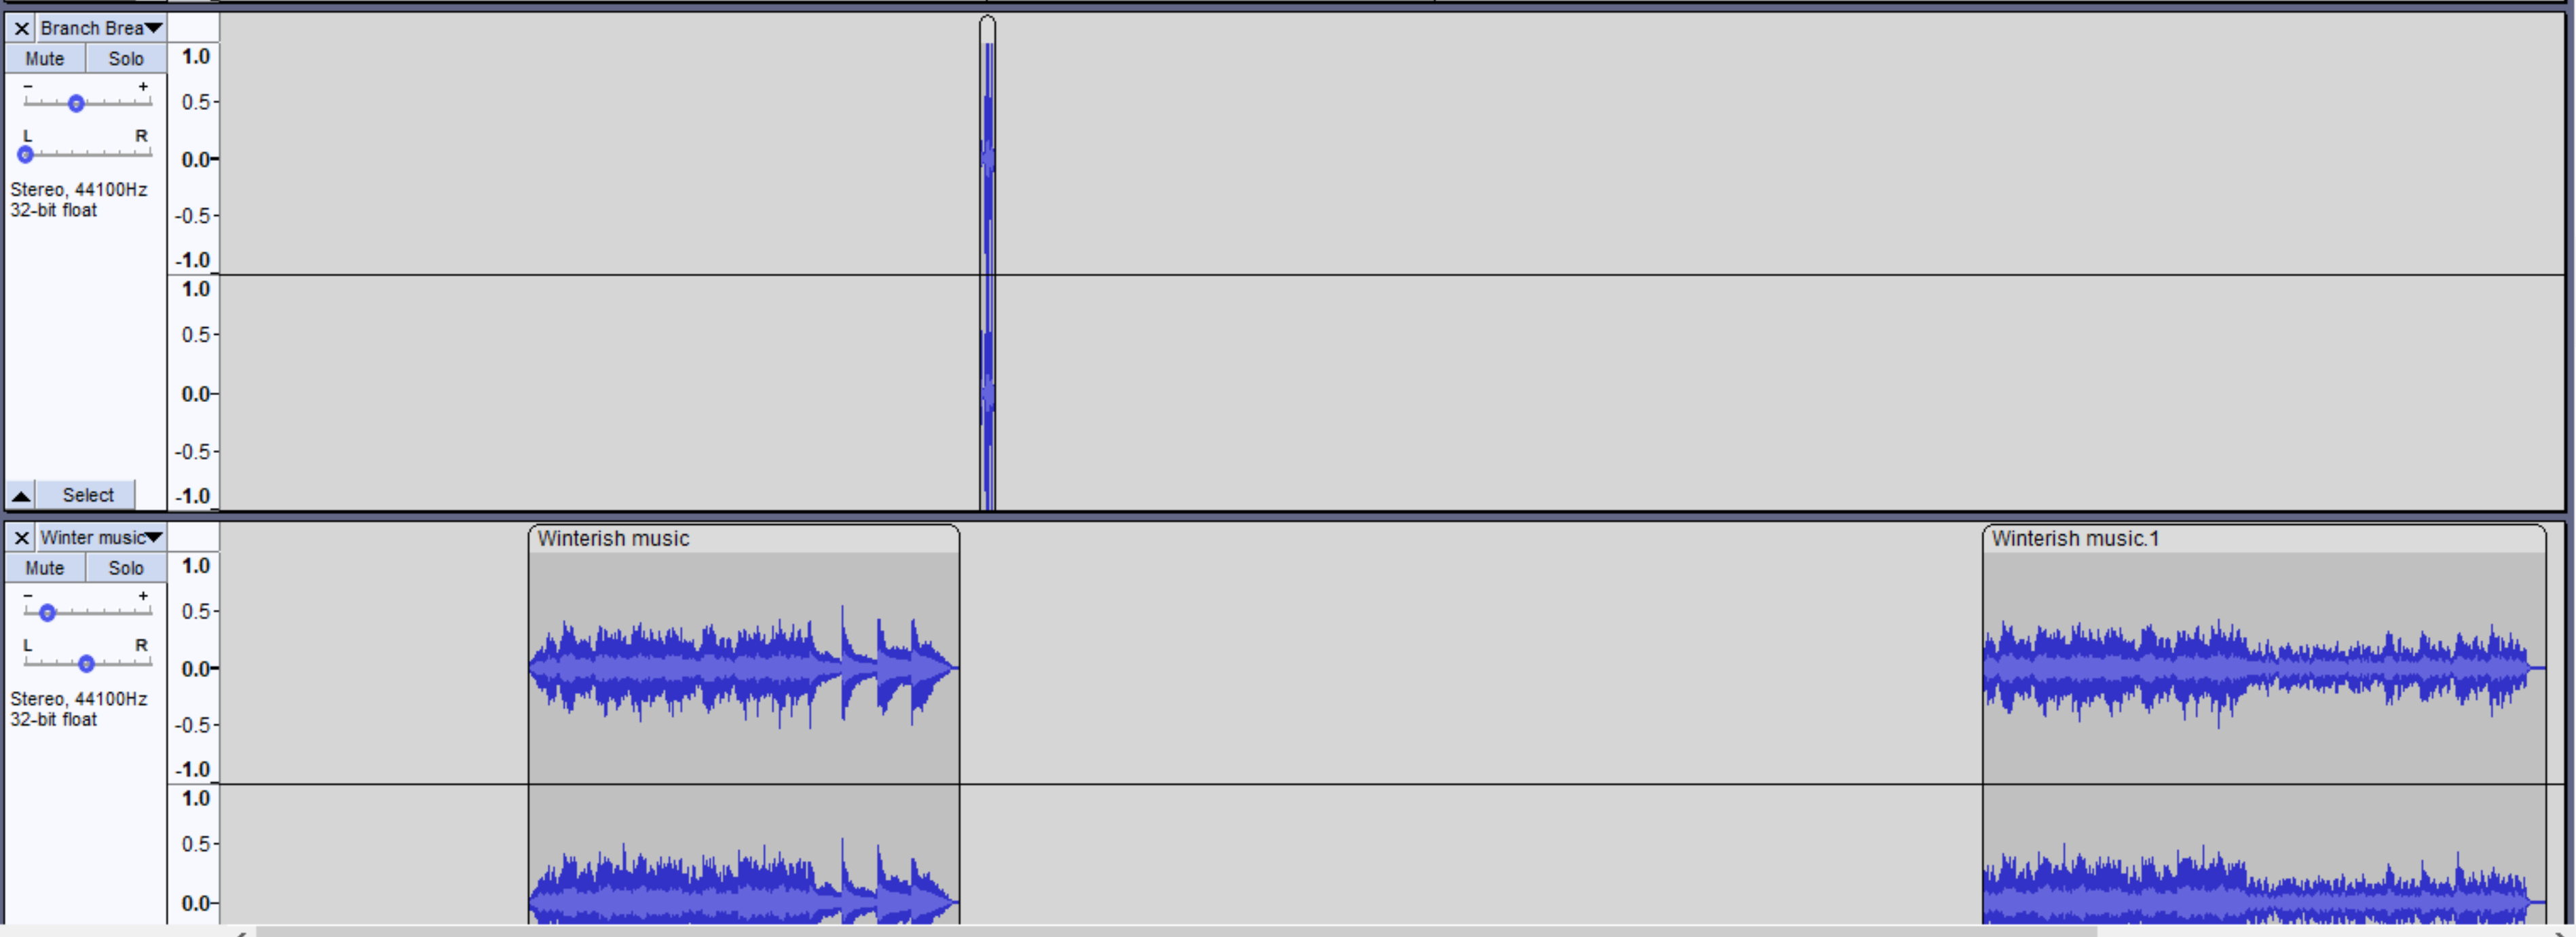 Branch Brea
Mute Solo
- +
L R
Stereo, 44100Hz
32-bit float
Select
1.0
0.5
0.0
-0.5
-1.0
1.0
0.5
0.0
-0.5
-1.0
Winter music
Mute Solo
- +
L R
Stereo, 44100Hz
32-bit float
1.0
0.5
0.0
-0.5
-1.0
1.0
0.5
0.0
Winterish music
Winterish music.1